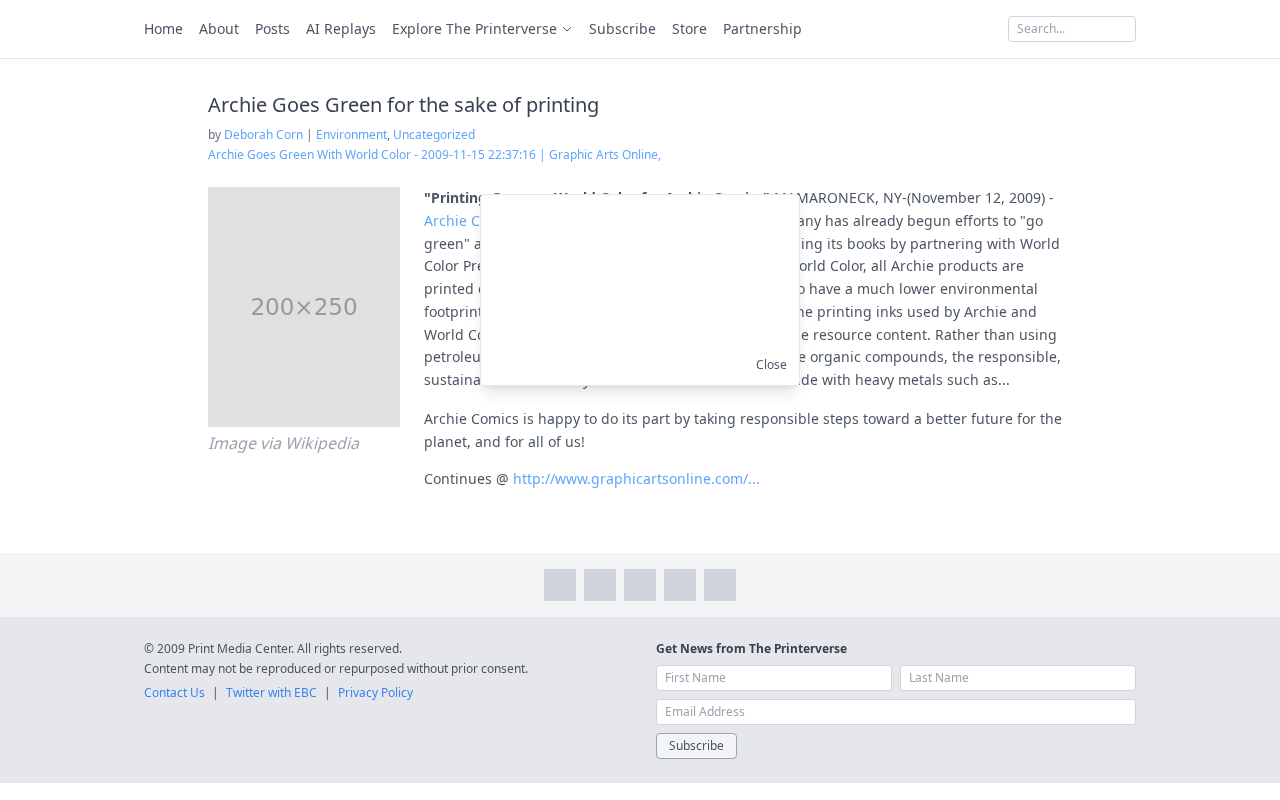 Home About Posts AI Replays Explore The Printerverse Subscribe Store Partnership Search...
Archie Goes Green for the sake of printing
by Deborah Corn | Environment, Uncategorized
Archie Goes Green With World Color - 2009-11-15 22:37:16 | Graphic Arts Online,
200×250
Image via Wikipedia
MARONECK, NY-(November 12, 2009) -
Archie any has already begun efforts to "go
green" ing its books by partnering with World
Color orld Color, all Archie products are
printed o have a much lower environmental
he printing inks used by Archie and
World e resource content. Rather than using
e organic compounds, the responsible,
de with heavy metals such as...
Close
Archie Comics is happy to do its part by taking responsible steps toward a better future for the
planet, and for all of us!
Continues @ http://www.graphicartsonline.com/...
© 2009 Print Media Center. All rights reserved.
Content may not be reproduced or repurposed without prior consent.
Contact Us | Twitter with EBC | Privacy Policy
Get News from The Printerverse
First Name Last Name
Email Address
Subscribe